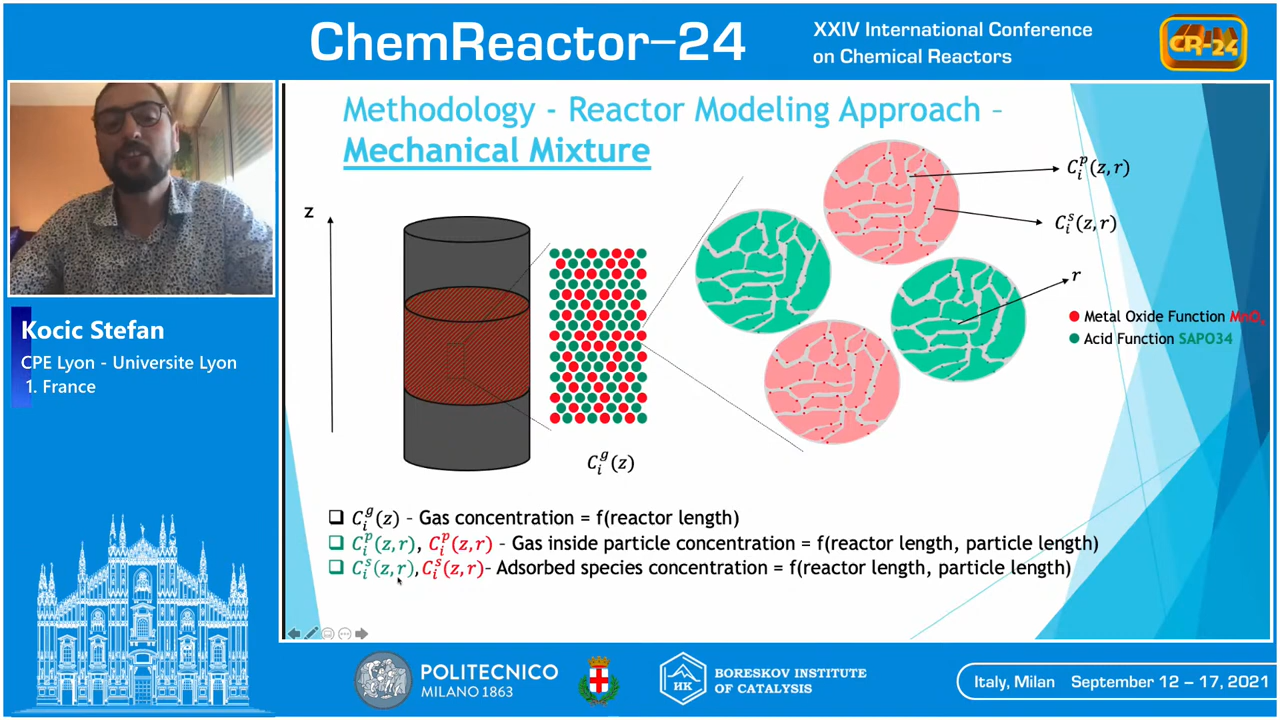 ChemReactor-24
XXIV International Conference
on Chemical Reactors
CR-24
Methodology - Reactor Modeling Approach –
Mechanical Mixture
z
C_i^p(z,r)
C_i^s(z,r)
r
Metal Oxide Function MnOₓ
Acid Function SAPO34
C_i^g(z)
Kocic Stefan
CPE Lyon - Universite Lyon
1. France
❑ C_i^g(z) – Gas concentration = f(reactor length)
❑ C_i^p(z,r), C_i^p(z,r) – Gas inside particle concentration = f(reactor length, particle length)
❑ C_i^s(z,r),C_i^s(z,r)– Adsorbed species concentration = f(reactor length, particle length)
POLITECNICO
MILANO 1863
НК
BORESKOV INSTITUTE
OF CATALYSIS
Italy, Milan September 12 – 17, 2021